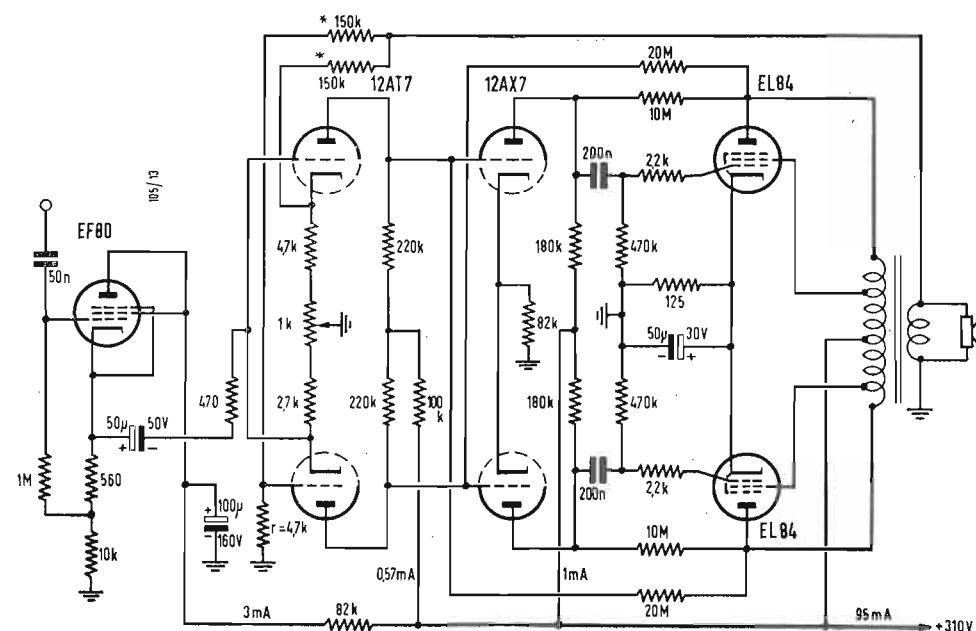 * 150k
* 150k
12AT7
12AX7
20M
10M
EL84
200n
2,2k
105/13
EF80
50n
4,7k
220k
180k
470k
125
1k
82k
50µ 30V
+ -
470
2,7k
220k
100k
180k
470k
50µ 50V
+ -
1M
560
200n
2,2k
+ 100µ
- 160V
r=4,7k
EL84
10k
0,57mA
1mA
10M
20M
3mA
82k
95mA
+310V